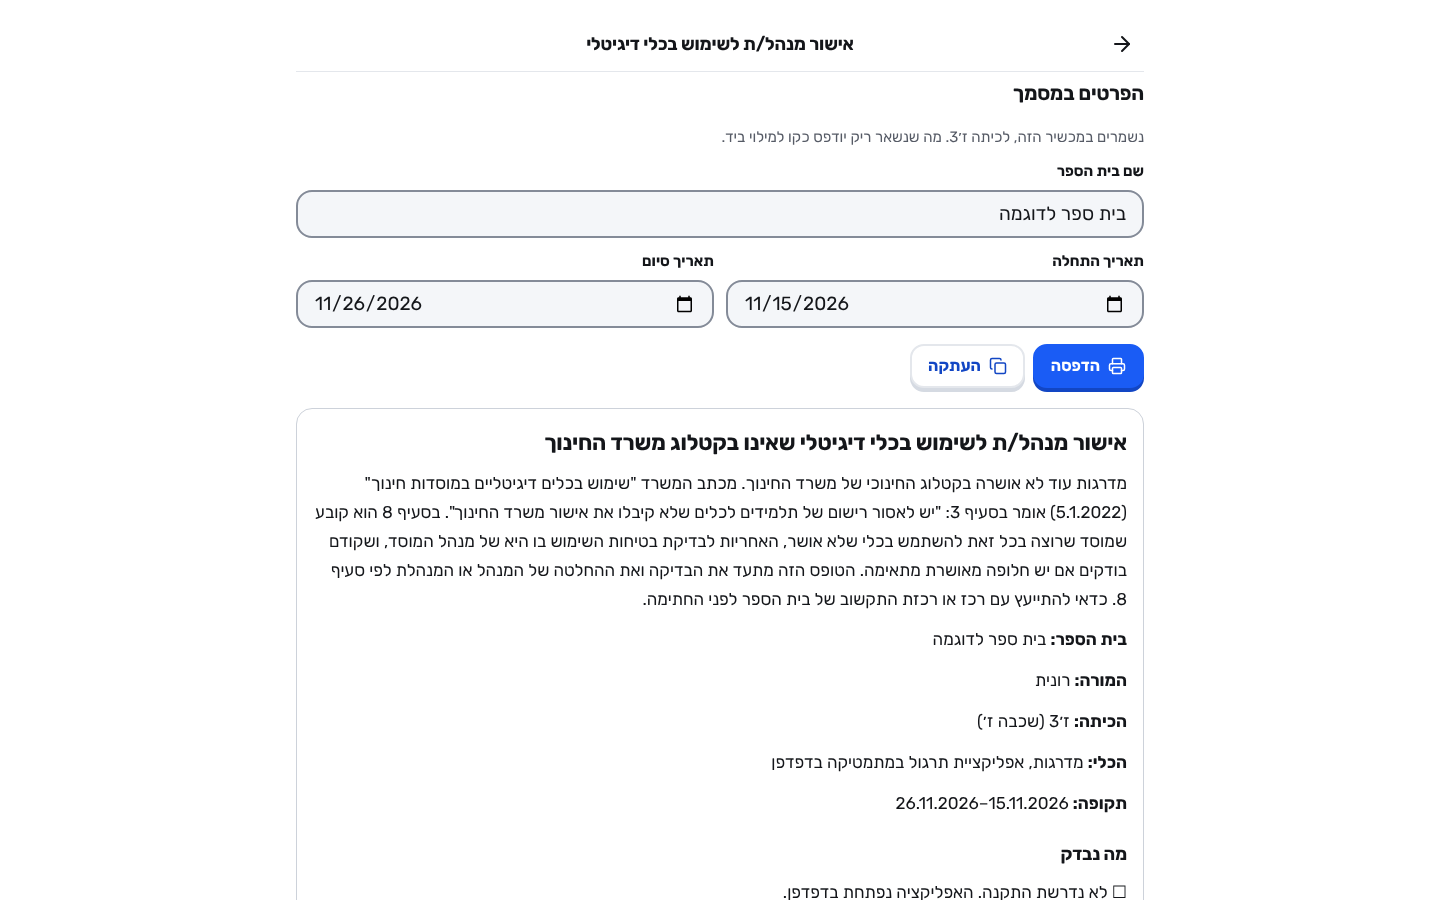 אישור מנהל/ת לשימוש בכלי דיגיטלי
הפרטים במסמך
נשמרים במכשיר הזה, לכיתה ז׳3. מה שנשאר ריק יודפס כקו למילוי ביד.
שם בית הספר
בית ספר לדוגמה
תאריך התחלה
תאריך סיום
11/15/2026
11/26/2026
הדפסה
העתקה
אישור מנהל/ת לשימוש בכלי דיגיטלי שאינו בקטלוג משרד החינוך
מדרגות עוד לא אושרה בקטלוג החינוכי של משרד החינוך. מכתב המשרד "שימוש בכלים דיגיטליים במוסדות חינוך"
(5.1.2022) אומר בסעיף 3: "יש לאסור רישום של תלמידים לכלים שלא קיבלו את אישור משרד החינוך". בסעיף 8 הוא קובע
שמוסד שרוצה בכל זאת להשתמש בכלי שלא אושר, האחריות לבדיקת בטיחות השימוש בו היא של מנהל המוסד, ושקודם
בודקים אם יש חלופה מאושרת מתאימה. הטופס הזה מתעד את הבדיקה ואת ההחלטה של המנהל או המנהלת לפי סעיף
8. כדאי להתייעץ עם רכז או רכזת התקשוב של בית הספר לפני החתימה.
בית הספר: בית ספר לדוגמה
המורה: רונית
הכיתה: ז׳3 (שכבה ז׳)
הכלי: מדרגות, אפליקציית תרגול במתמטיקה בדפדפן
תקופה: 15.11.2026–26.11.2026
מה נבדק
☐ לא נדרשת התקנה. האפליקציה נפתחת בדפדפן.